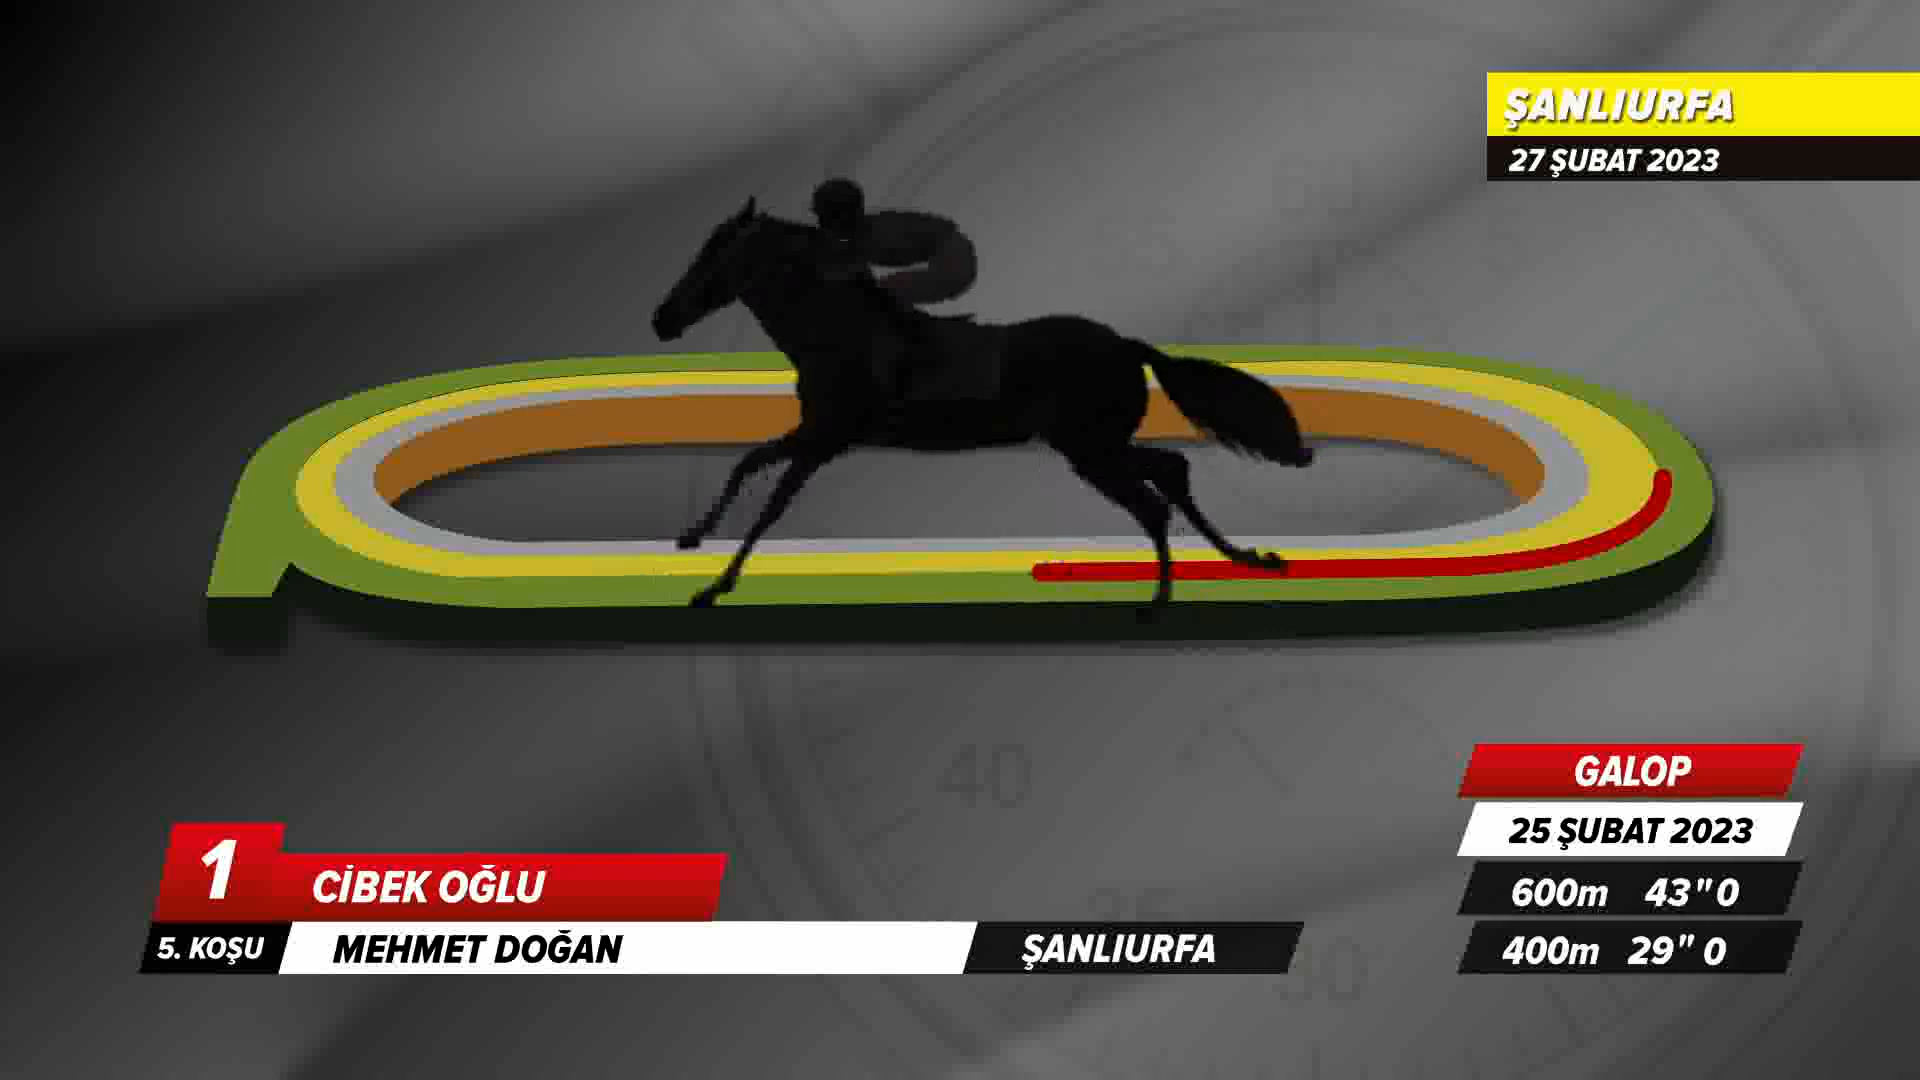 ŞANLIURFA
27 ŞUBAT 2023
40
GALOP
25 ŞUBAT 2023
600m 43"0
400m 29" 0
1
CİBEK OĞLU
5. KOŞU
MEHMET DOĞAN
ŞANLIURFA